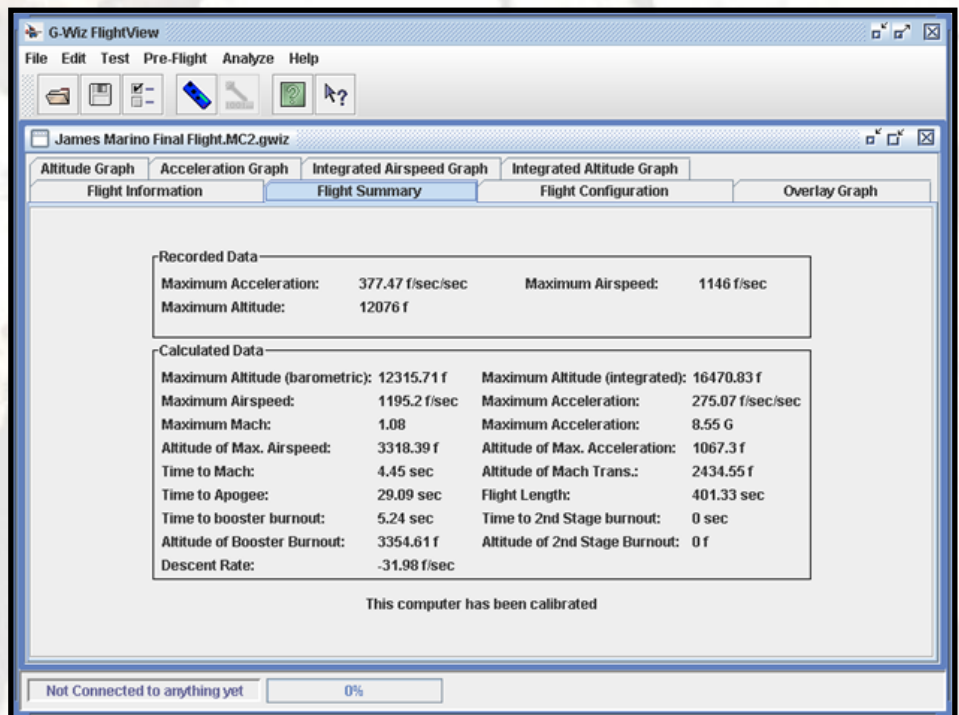 G-Wiz FlightView
File Edit Test Pre-Flight Analyze Help
James Marino Final Flight.MC2.gwiz
Altitude Graph Acceleration Graph Integrated Airspeed Graph Integrated Altitude Graph
Flight Information Flight Summary Flight Configuration Overlay Graph
Recorded Data
Maximum Acceleration: 377.47 f/sec/sec Maximum Airspeed: 1146 f/sec
Maximum Altitude: 12076 f
Calculated Data
Maximum Altitude (barometric): 12315.71 f Maximum Altitude (integrated): 16470.83 f
Maximum Airspeed: 1195.2 f/sec Maximum Acceleration: 275.07 f/sec/sec
Maximum Mach: 1.08 Maximum Acceleration: 8.55 G
Altitude of Max. Airspeed: 3318.39 f Altitude of Max. Acceleration: 1067.3 f
Time to Mach: 4.45 sec Altitude of Mach Trans.: 2434.55 f
Time to Apogee: 29.09 sec Flight Length: 401.33 sec
Time to booster burnout: 5.24 sec Time to 2nd Stage burnout: 0 sec
Altitude of Booster Burnout: 3354.61 f Altitude of 2nd Stage Burnout: 0 f
Descent Rate: -31.98 f/sec
This computer has been calibrated
Not Connected to anything yet 0%